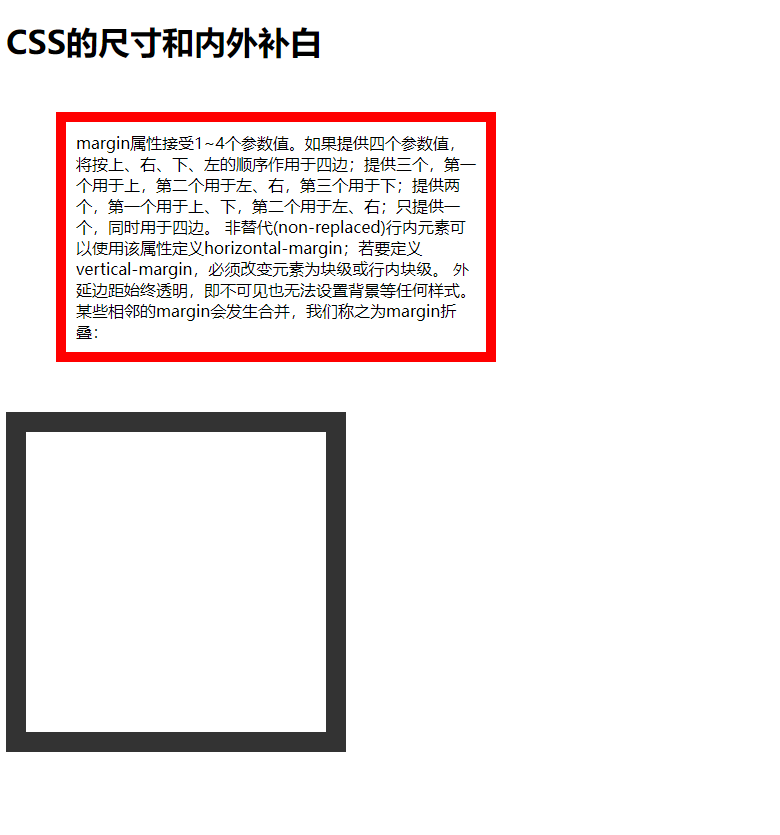 CSS的尺寸和内外补白
margin属性接受1~4个参数值。如果提供四个参数值，
将按上、右、下、左的顺序作用于四边；提供三个，第一
个用于上，第二个用于左、右，第三个用于下；提供两
个，第一个用于上、下，第二个用于左、右；只提供一
个，同时用于四边。 非替代(non-replaced)行内元素可
以使用该属性定义horizontal-margin；若要定义
vertical-margin，必须改变元素为块级或行内块级。 外
延边距始终透明，即不可见也无法设置背景等任何样式。
某些相邻的margin会发生合并，我们称之为margin折
叠：